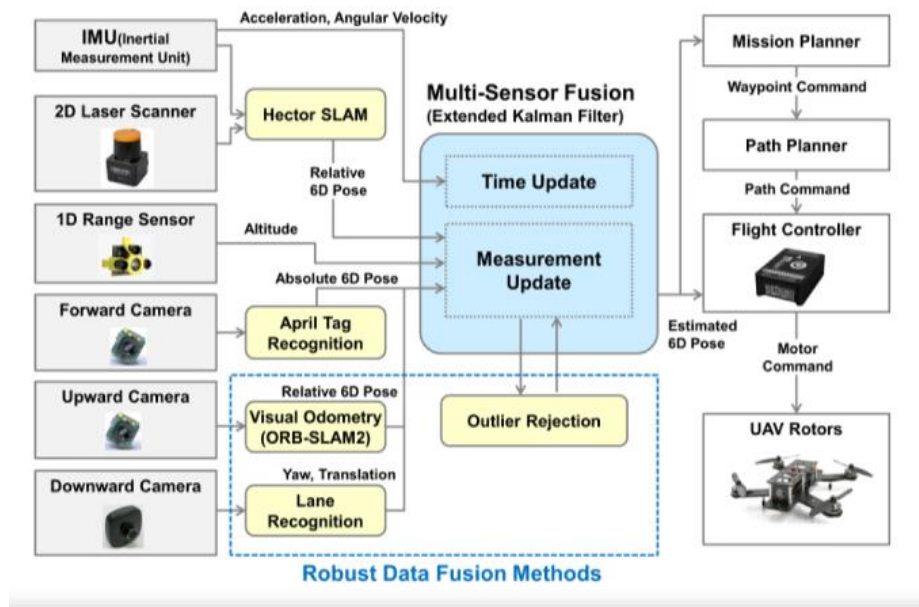 Acceleration, Angular Velocity
IMU(Inertial
Measurement Unit)
2D Laser Scanner
Hector SLAM
Relative
6D Pose
1D Range Sensor
Altitude
Absolute 6D Pose
Forward Camera
April Tag
Recognition
Upward Camera
Relative 6D Pose
Visual Odometry
(ORB-SLAM2)
Yaw, Translation
Downward Camera
Lane
Recognition
Multi-Sensor Fusion
(Extended Kalman Filter)
Time Update
Measurement
Update
Outlier Rejection
Robust Data Fusion Methods
Estimated
6D Pose
Mission Planner
Waypoint Command
Path Planner
Path Command
Flight Controller
Motor
Command
UAV Rotors